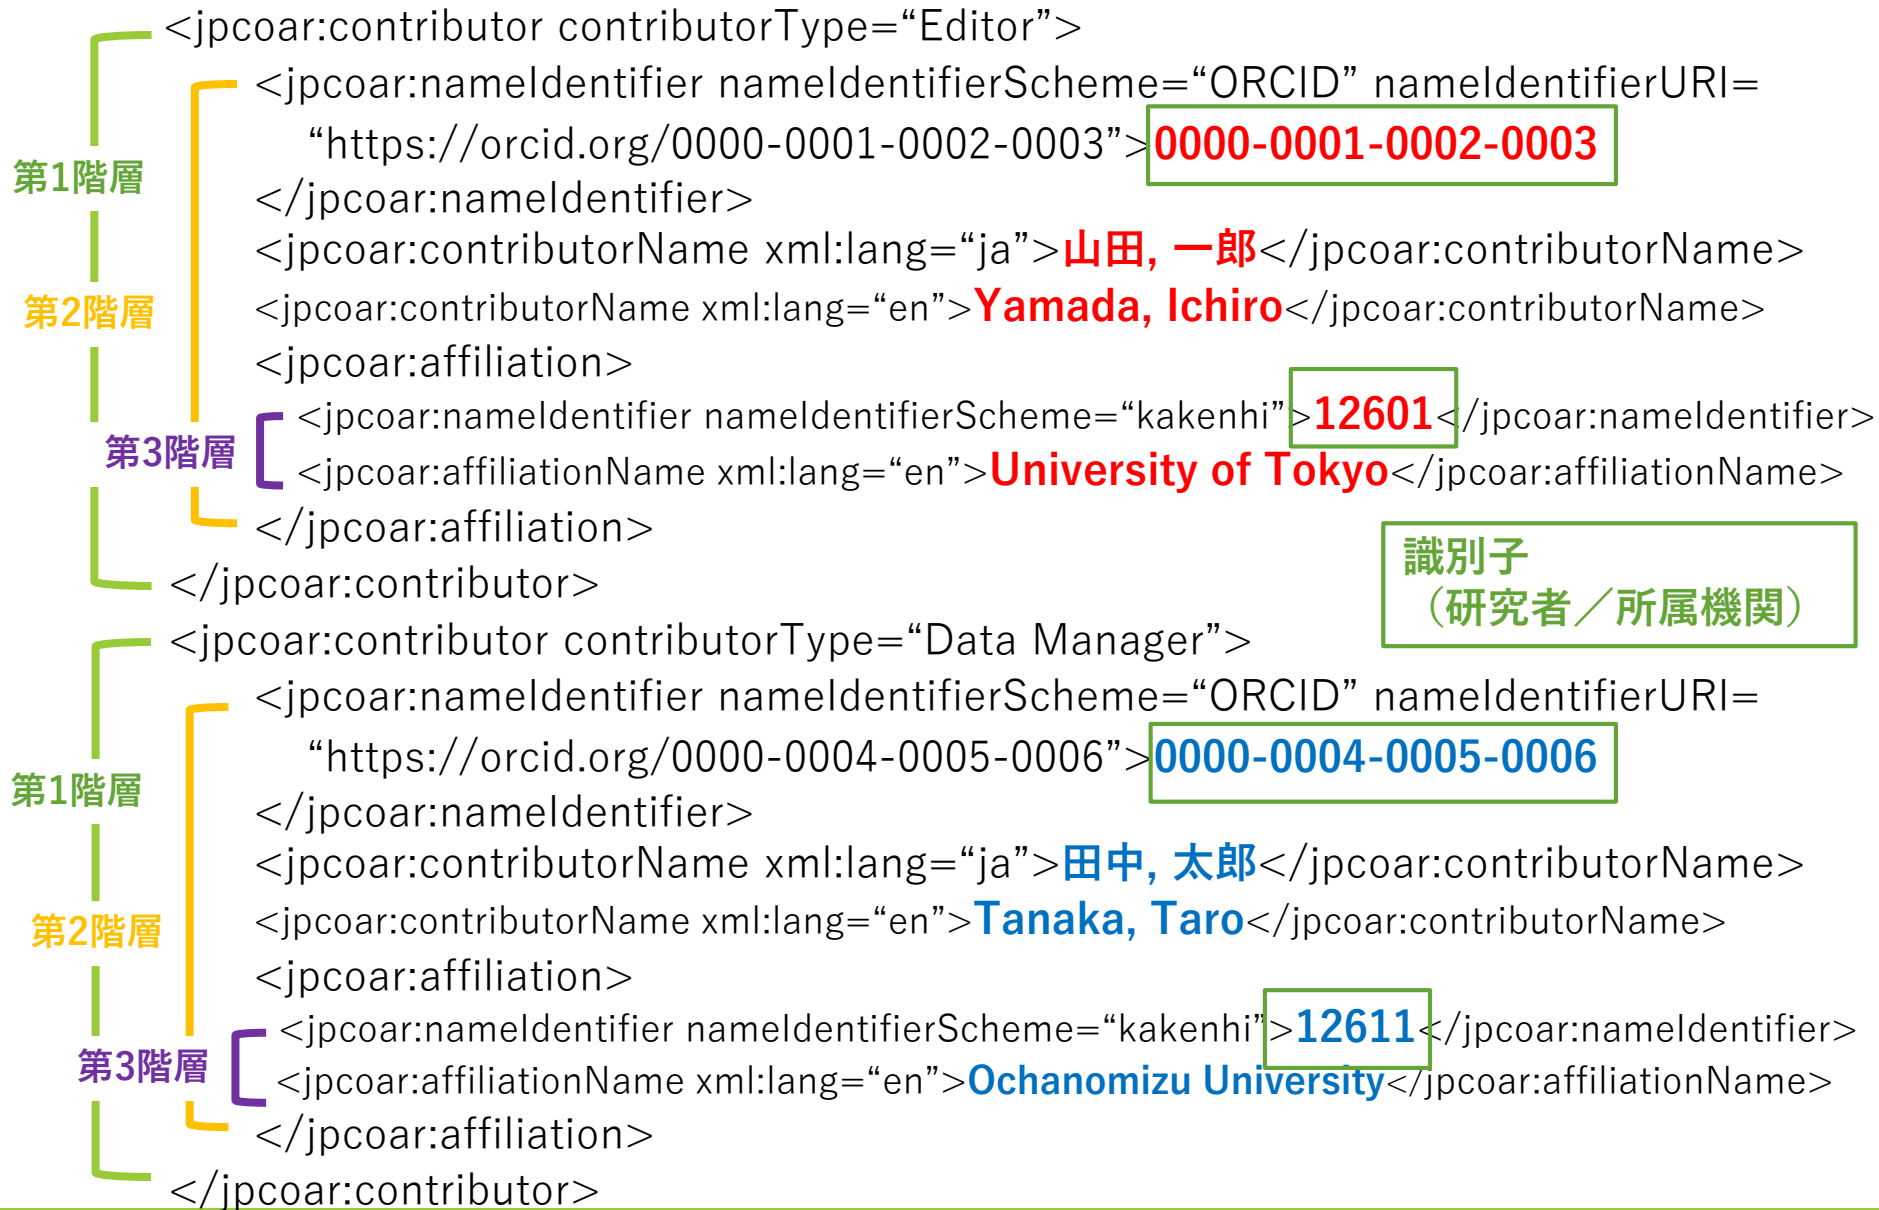 <jpcoar:contributor contributorType=“Editor”>
<jpcoar:nameIdentifier nameIdentifierScheme=“ORCID” nameIdentifierURI=
“https://orcid.org/0000-0001-0002-0003”>0000-0001-0002-0003
第1階層
</jpcoar:nameIdentifier>
<jpcoar:contributorName xml:lang=“ja”>山田, 一郎</jpcoar:contributorName>
第2階層
<jpcoar:contributorName xml:lang=“en”>Yamada, Ichiro</jpcoar:contributorName>
<jpcoar:affiliation>
<jpcoar:nameIdentifier nameIdentifierScheme=“kakenhi”>12601</jpcoar:nameIdentifier>
第3階層
<jpcoar:affiliationName xml:lang=“en”>University of Tokyo</jpcoar:affiliationName>
</jpcoar:affiliation>
識別子
（研究者／所属機関）
</jpcoar:contributor>
<jpcoar:contributor contributorType=“Data Manager”>
<jpcoar:nameIdentifier nameIdentifierScheme=“ORCID” nameIdentifierURI=
“https://orcid.org/0000-0004-0005-0006”>0000-0004-0005-0006
第1階層
</jpcoar:nameIdentifier>
<jpcoar:contributorName xml:lang=“ja”>田中, 太郎</jpcoar:contributorName>
第2階層
<jpcoar:contributorName xml:lang=“en”>Tanaka, Taro</jpcoar:contributorName>
<jpcoar:affiliation>
<jpcoar:nameIdentifier nameIdentifierScheme=“kakenhi”>12611</jpcoar:nameIdentifier>
第3階層
<jpcoar:affiliationName xml:lang=“en”>Ochanomizu University</jpcoar:affiliationName>
</jpcoar:affiliation>
</jpcoar:contributor>